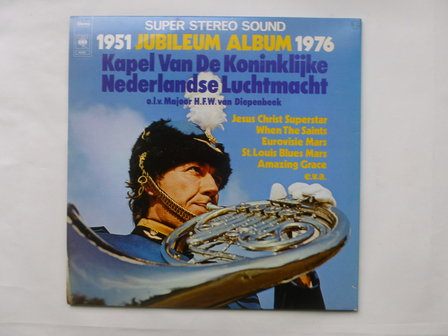 SUPER STEREO SOUND
1951 JUBILEUM ALBUM 1976
Kapel Van De Koninklijke
Nederlandse Luchtmacht
o.l.v. Majoor H.F.W. van Diepenbeek
Jesus Christ Superstar
When The Saints
Eurovisie Mars
St. Louis Blues Mars
Amazing Grace
e.v.a.